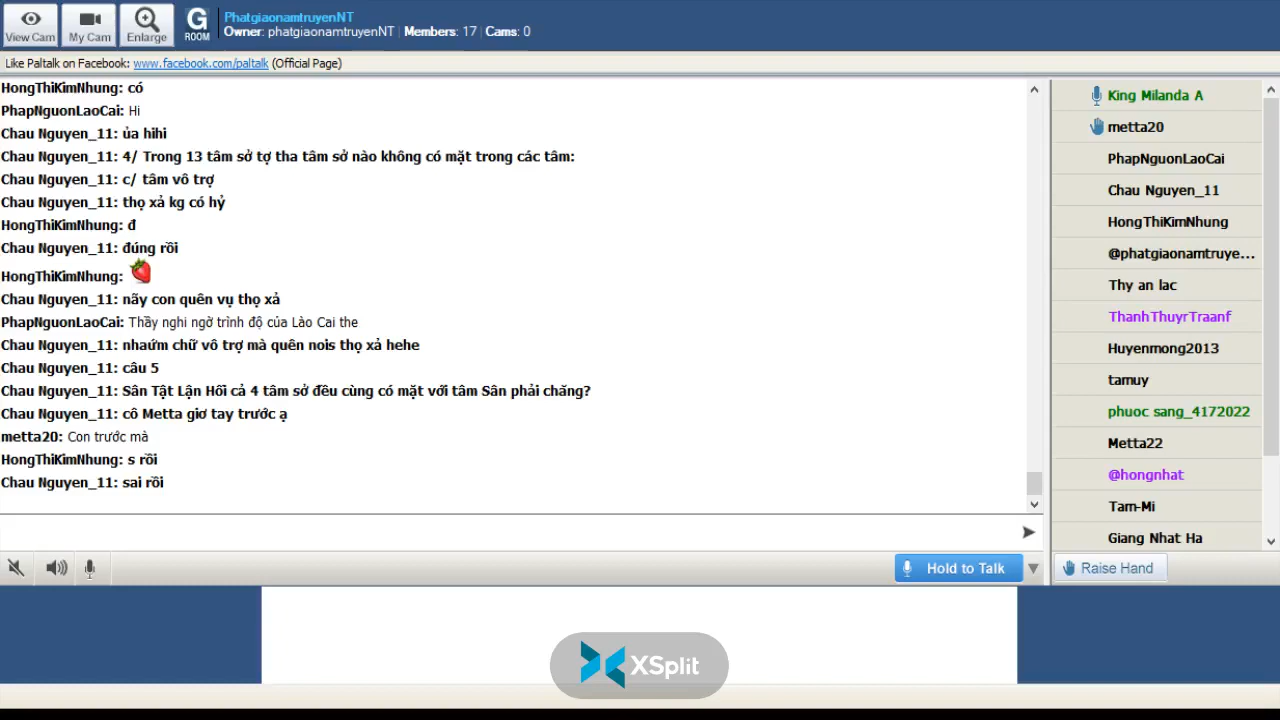 View Cam
My Cam
Enlarge
G
ROOM
PhatgiaonamtruyenNT
Owner: phatgiaonamtruyenNT | Members: 17 | Cams: 0
Like Paltalk on Facebook: www.facebook.com/paltalk (Official Page)
HongThiKimNhung: có
PhapNguonLaoCai: Hi
Chau Nguyen_11: ủa hihi
Chau Nguyen_11: 4/ Trong 13 tâm sở tợ tha tâm sở nào không có mặt trong các tâm:
Chau Nguyen_11: c/ tâm vô trợ
Chau Nguyen_11: thọ xả kg có hỷ
HongThiKimNhung: đ
Chau Nguyen_11: đúng rồi
HongThiKimNhung:
Chau Nguyen_11: nãy con quên vụ thọ xả
PhapNguonLaoCai: Thầy nghi ngờ trình độ của Lào Cai the
Chau Nguyen_11: nhaứm chữ vô trợ mà quên nois thọ xả hehe
Chau Nguyen_11: câu 5
Chau Nguyen_11: Sân Tật Lận Hối cả 4 tâm sở đều cùng có mặt với tâm Sân phải chăng?
Chau Nguyen_11: cô Metta giơ tay trước ạ
metta20: Con trước mà
HongThiKimNhung: s rồi
Chau Nguyen_11: sai rồi
King Milanda A
metta20
PhapNguonLaoCai
Chau Nguyen_11
HongThiKimNhung
@phatgiaonamtruye...
Thy an lac
ThanhThuyrTraanf
Huyenmong2013
tamuy
phuoc sang_4172022
Metta22
@hongnhat
Tam-Mi
Giang Nhat Ha
Hold to Talk
Raise Hand
XSplit